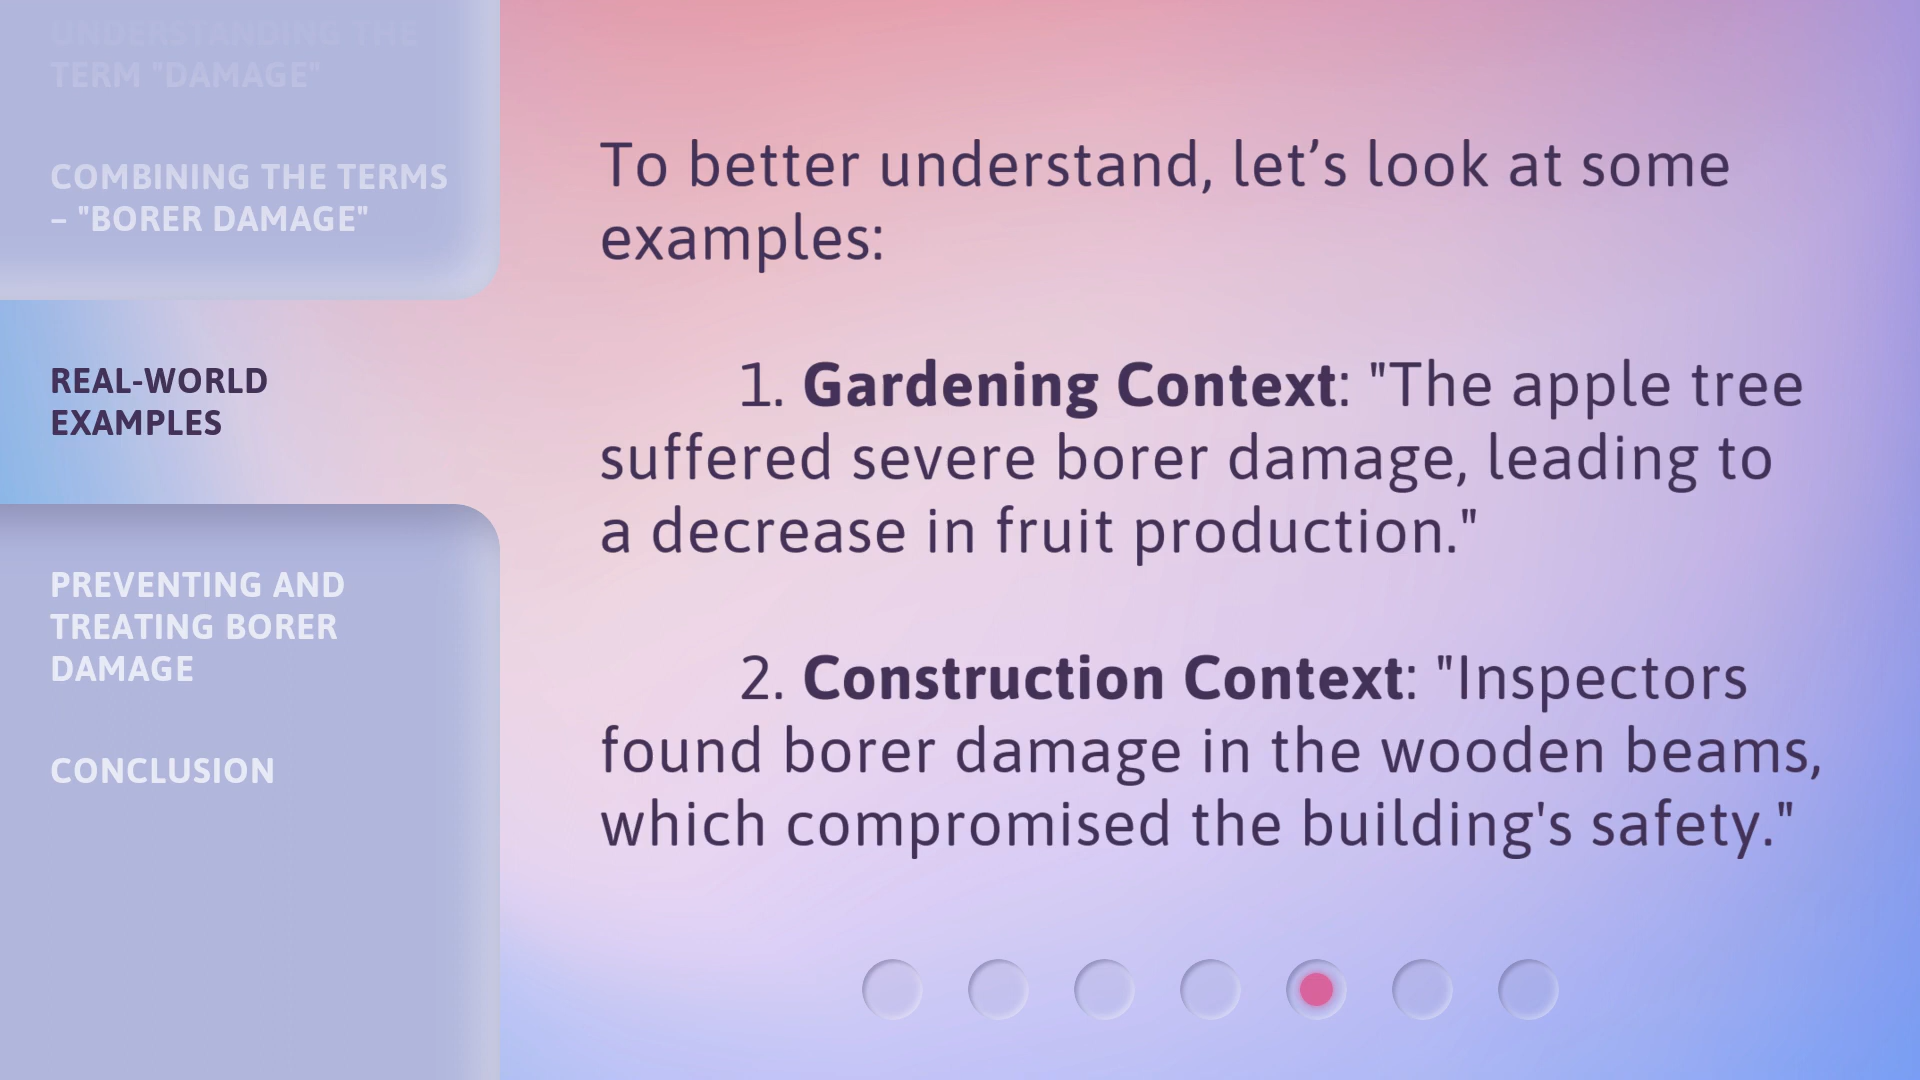 UNDERSTANDING THE
TERM "DAMAGE"
COMBINING THE TERMS
– "BORER DAMAGE"
REAL-WORLD
EXAMPLES
PREVENTING AND
TREATING BORER
DAMAGE
CONCLUSION
To better understand, let’s look at some
examples:
1. Gardening Context: "The apple tree
suffered severe borer damage, leading to
a decrease in fruit production."
2. Construction Context: "Inspectors
found borer damage in the wooden beams,
which compromised the building's safety."